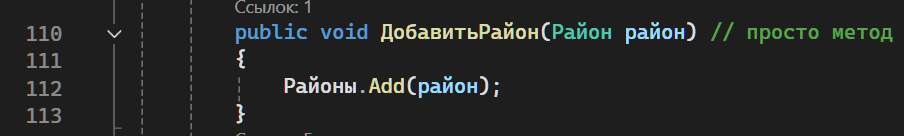 Ссылок: 1
110 public void ДобавитьРайон(Район район) // просто метод
111 {
112 Районы.Add(район);
113 }